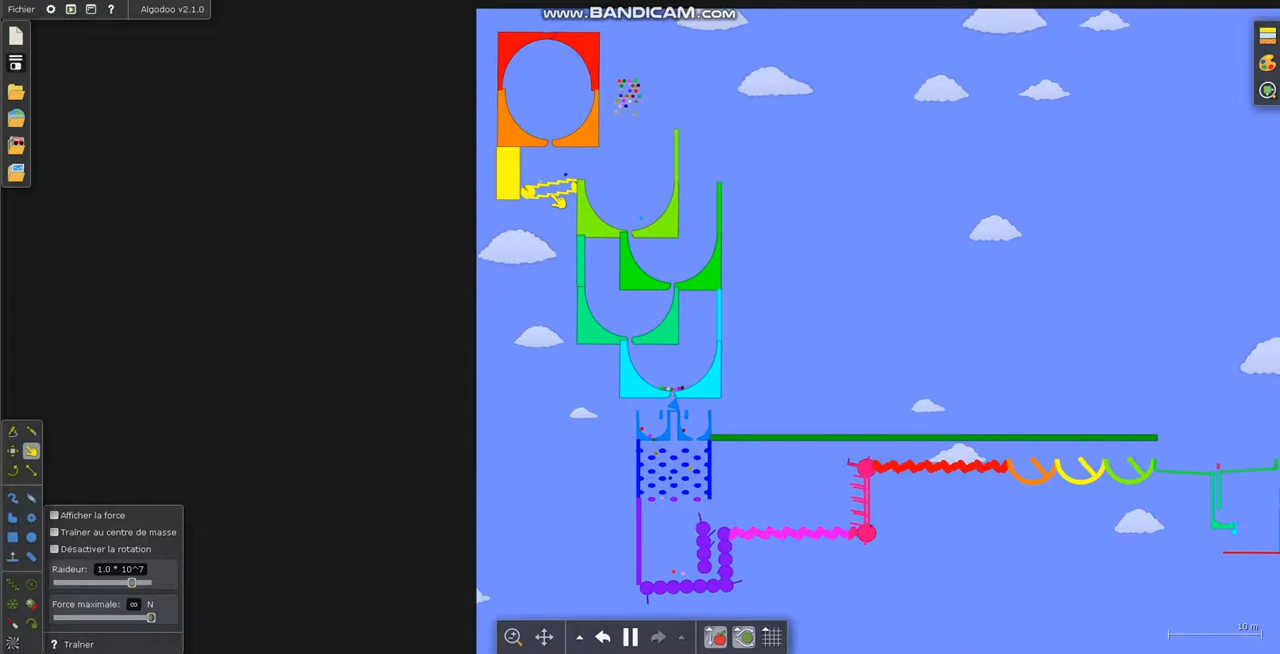 Fichier
?
Algodoo v2.1.0
www.BANDICAM.com
Afficher la force
Traîner au centre de masse
Désactiver la rotation
Raideur: 1.0 * 10^7
Force maximale: ∞ N
? Traîner
10 m